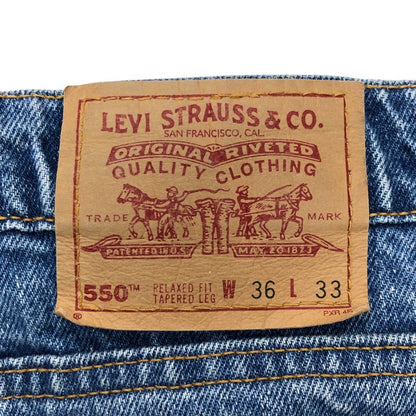 LEVI STRAUSS & CO.
SAN FRANCISCO, CAL.
ORIGINAL RIVETED
QUALITY CLOTHING
TRADE MARK
PATENTED IN U.S. MAY 20 1873
550™ RELAXED FIT TAPERED LEG W 36 L 33
®